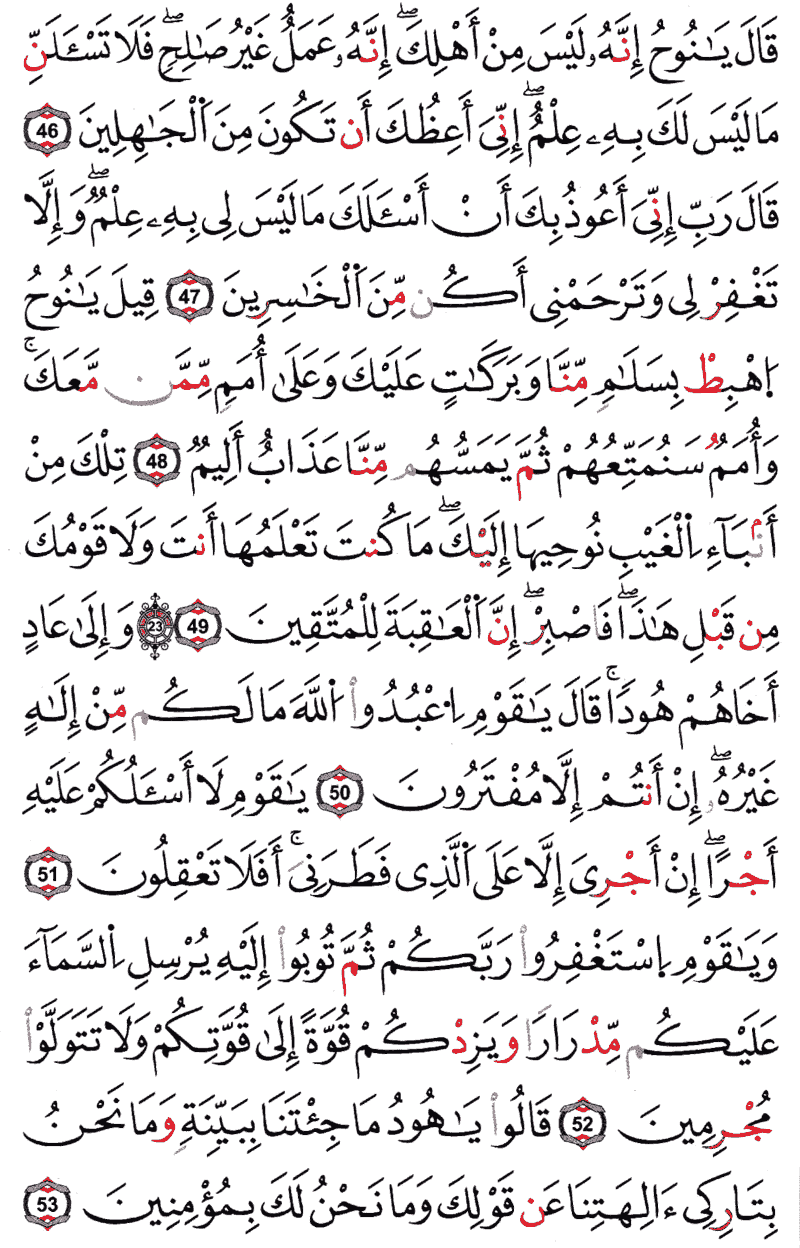 قَالَ يَـٰنُوحُ إِنَّهُۥ لَيْسَ مِنْ أَهْلِكَۖ إِنَّهُۥ عَمَلٌ غَيْرُ صَـٰلِحٍۖ فَلَا تَسْـَٔلَنِّ
مَا لَيْسَ لَكَ بِهِۦ عِلْمٌۖ إِنِّيَ أَعِظُكَ أَن تَكُونَ مِنَ ٱلْجَـٰهِلِينَ 46
قَالَ رَبِّ إِنِّيَ أَعُوذُ بِكَ أَنْ أَسْـَٔلَكَ مَا لَيْسَ لِى بِهِۦ عِلْمٌۖ وَإِلَّا
تَغْفِرْ لِى وَتَرْحَمْنِى أَكُن مِّنَ ٱلْخَـٰسِرِينَ 47 قِيلَ يَـٰنُوحُ
ٱهْبِطْ بِسَلَـٰمٍ مِّنَّا وَبَرَكَـٰتٍ عَلَيْكَ وَعَلَىٰ أُمَمٍ مِّمَّن مَّعَكَۚ
وَأُمَمٌ سَنُمَتِّعُهُمْ ثُمَّ يَمَسُّهُم مِّنَّا عَذَابٌ أَلِيمٌ 48 تِلْكَ مِنْ
أَنۢبَآءِ ٱلْغَيْبِ نُوحِيهَا إِلَيْكَۖ مَا كُنتَ تَعْلَمُهَا أَنتَ وَلَا قَوْمُكَ
مِن قَبْلِ هَـٰذَاۖ فَٱصْبِرْۖ إِنَّ ٱلْعَـٰقِبَةَ لِلْمُتَّقِينَ 49 23 وَإِلَىٰ عَادٍ
أَخَاهُمْ هُودًاۚ قَالَ يَـٰقَوْمِ ٱعْبُدُوا۟ ٱللَّهَ مَا لَكُم مِّنْ إِلَـٰهٍ
غَيْرُهُۥۖ إِنْ أَنتُمْ إِلَّا مُفْتَرُونَ 50 يَـٰقَوْمِ لَا أَسْـَٔلُكُمْ عَلَيْهِ
أَجْرًاۖ إِنْ أَجْرِىَ إِلَّا عَلَى ٱلَّذِى فَطَرَنِىَۚ أَفَلَا تَعْقِلُونَ 51
وَيَـٰقَوْمِ ٱسْتَغْفِرُوا۟ رَبَّكُمْ ثُمَّ تُوبُوا۟ إِلَيْهِ يُرْسِلِ ٱلسَّمَآءَ
عَلَيْكُم مِّدْرَارًا وَيَزِدْكُمْ قُوَّةً إِلَىٰ قُوَّتِكُمْ وَلَا تَتَوَلَّوْا۟
مُجْرِمِينَ 52 قَالُوا۟ يَـٰهُودُ مَا جِئْتَنَا بِبَيِّنَةٍ وَمَا نَحْنُ
بِتَارِكِى ءَالِهَتِنَا عَن قَوْلِكَ وَمَا نَحْنُ لَكَ بِمُؤْمِنِينَ 53